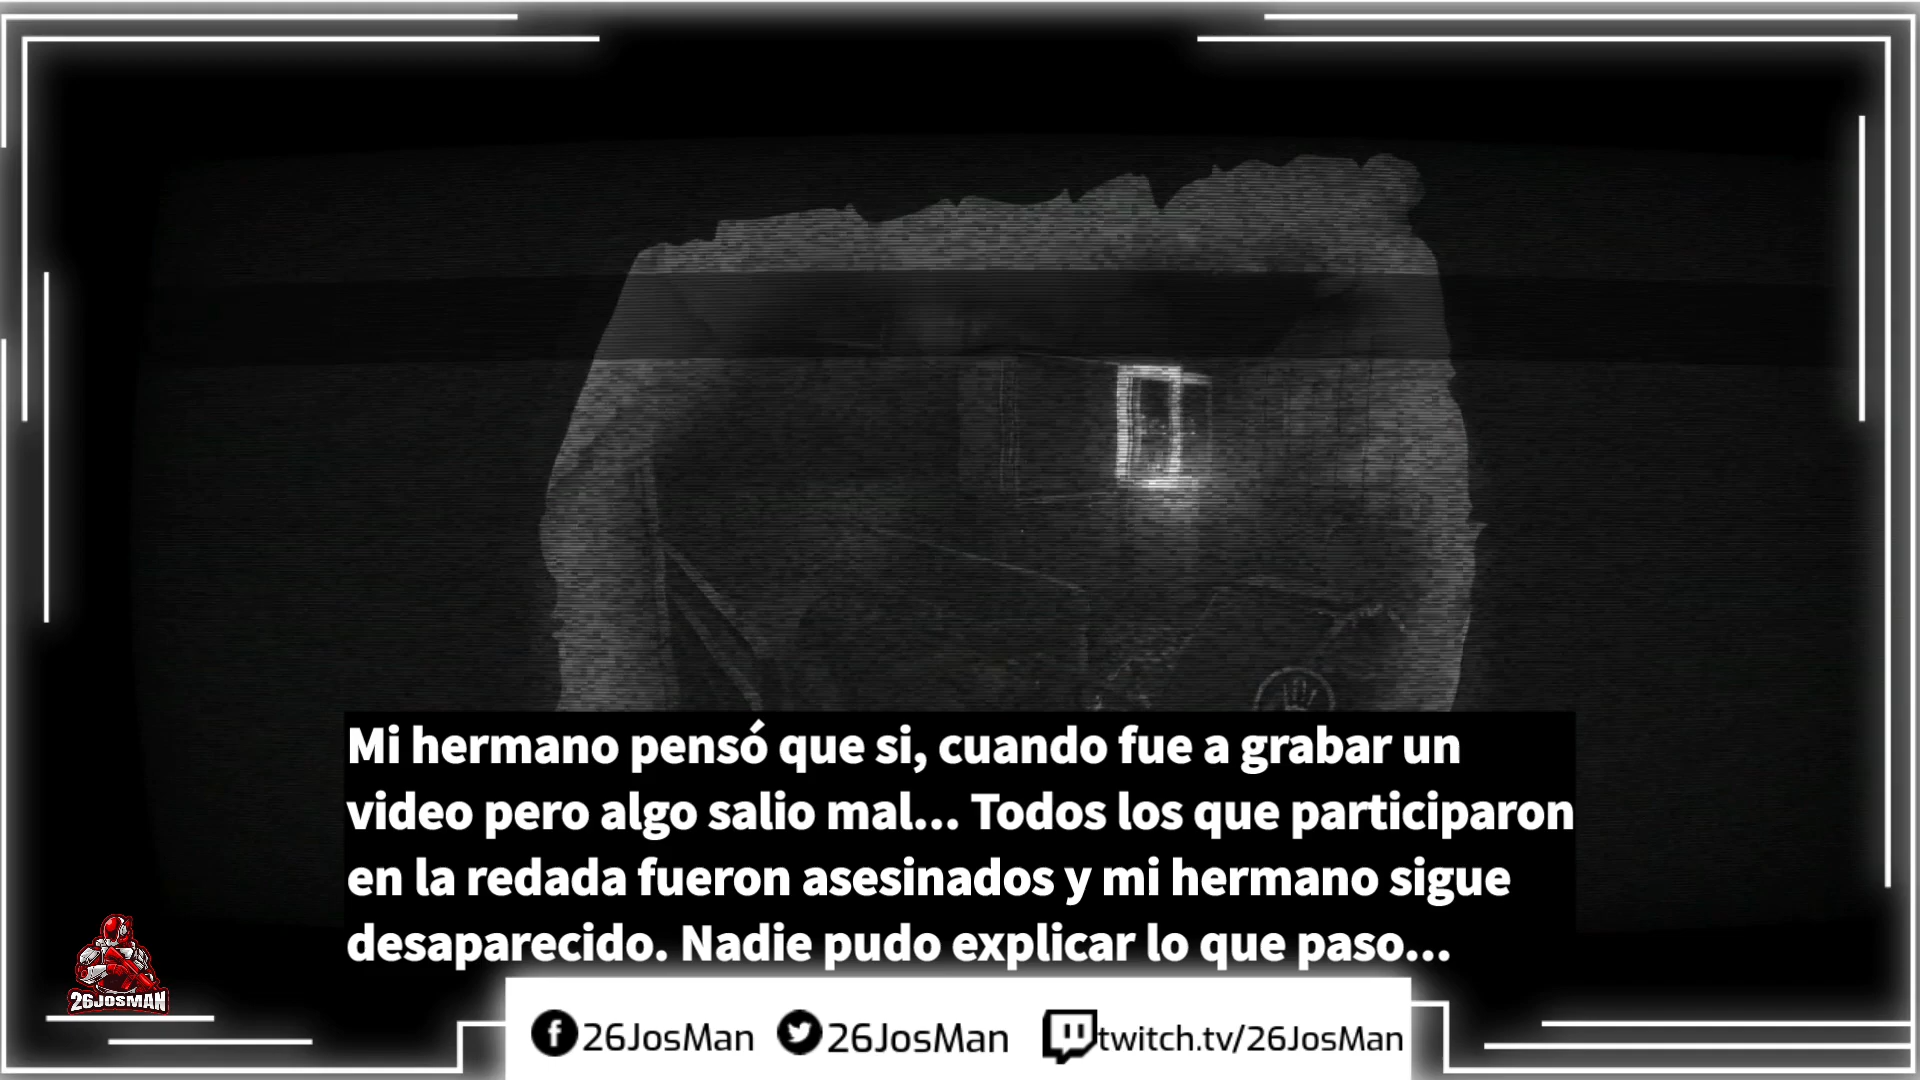 Mi hermano pensó que si, cuando fue a grabar un
video pero algo salio mal... Todos los que participaron
en la redada fueron asesinados y mi hermano sigue
desaparecido. Nadie pudo explicar lo que paso...
26JOSMAN
26JosMan
26JosMan
twitch.tv/26JosMan